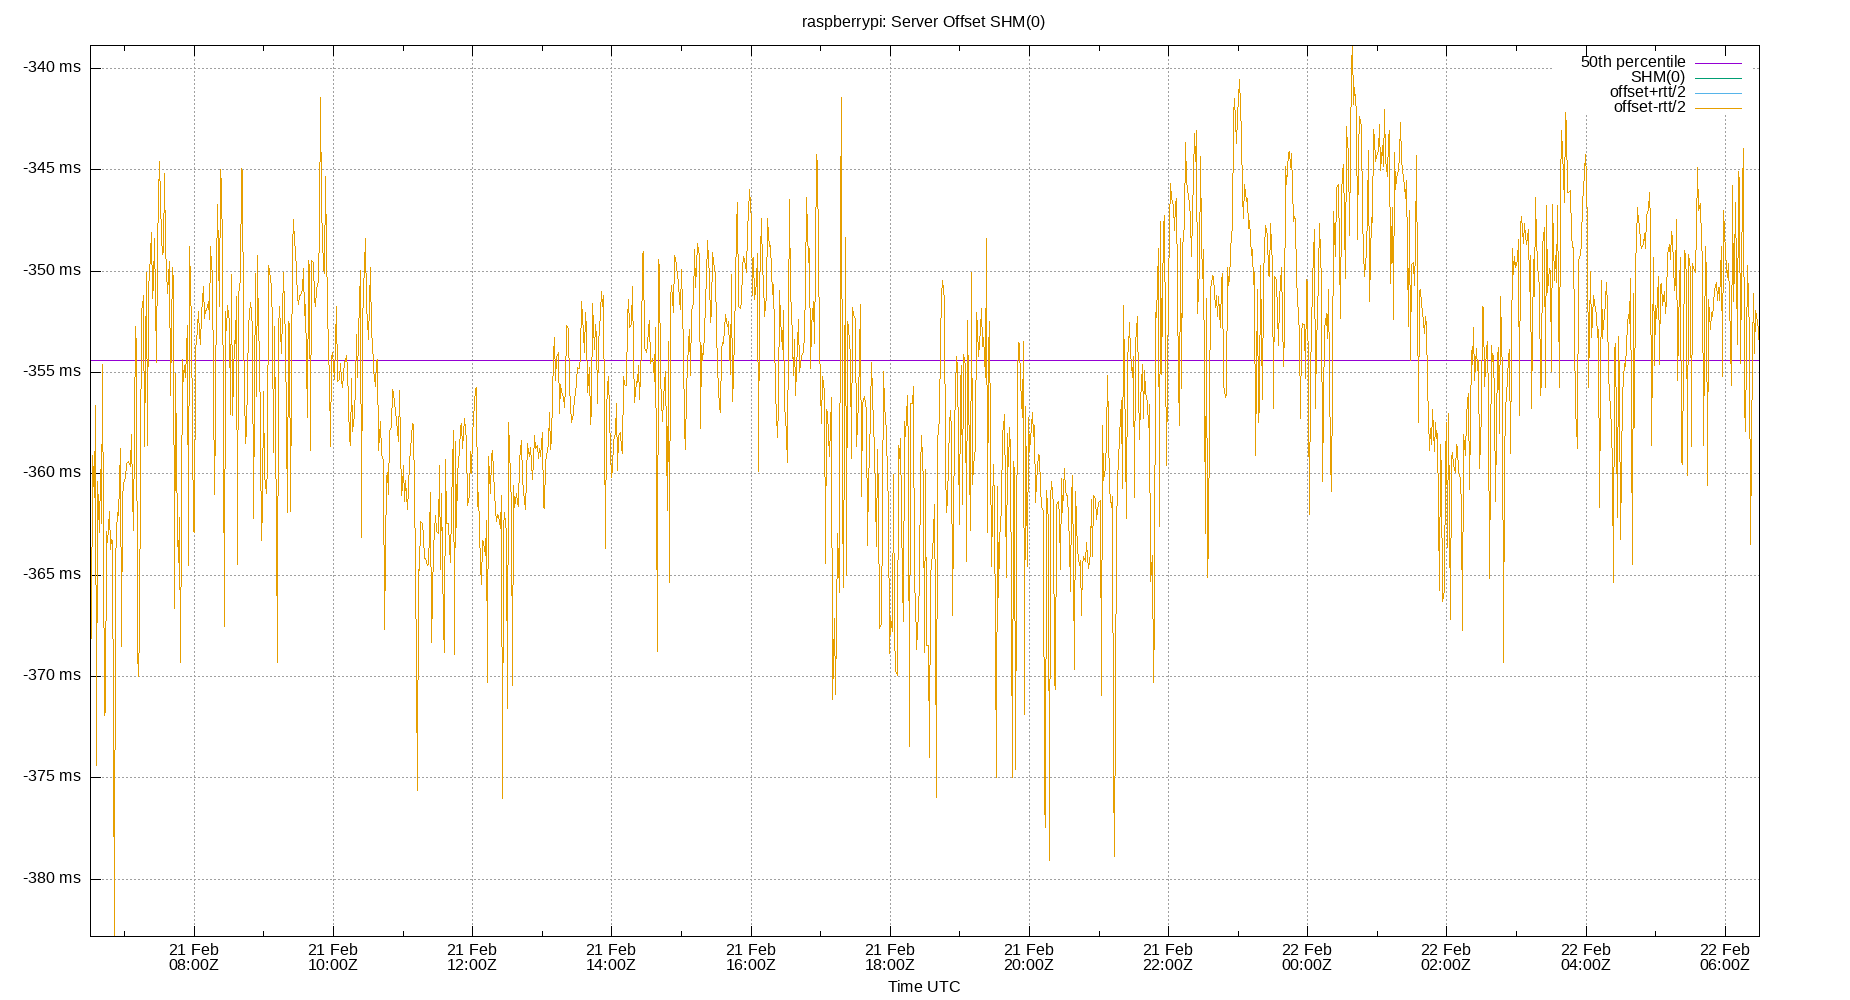 raspberrypi: Server Offset SHM(0)
50th percentile
SHM(0)
offset+rtt/2
offset-rtt/2
-340 ms
-345 ms
-350 ms
-355 ms
-360 ms
-365 ms
-370 ms
-375 ms
-380 ms
21 Feb 21 Feb 21 Feb 21 Feb 21 Feb 21 Feb 21 Feb 21 Feb 22 Feb 22 Feb 22 Feb 22 Feb
08:00Z 10:00Z 12:00Z 14:00Z 16:00Z 18:00Z 20:00Z 22:00Z 00:00Z 02:00Z 04:00Z 06:00Z
Time UTC